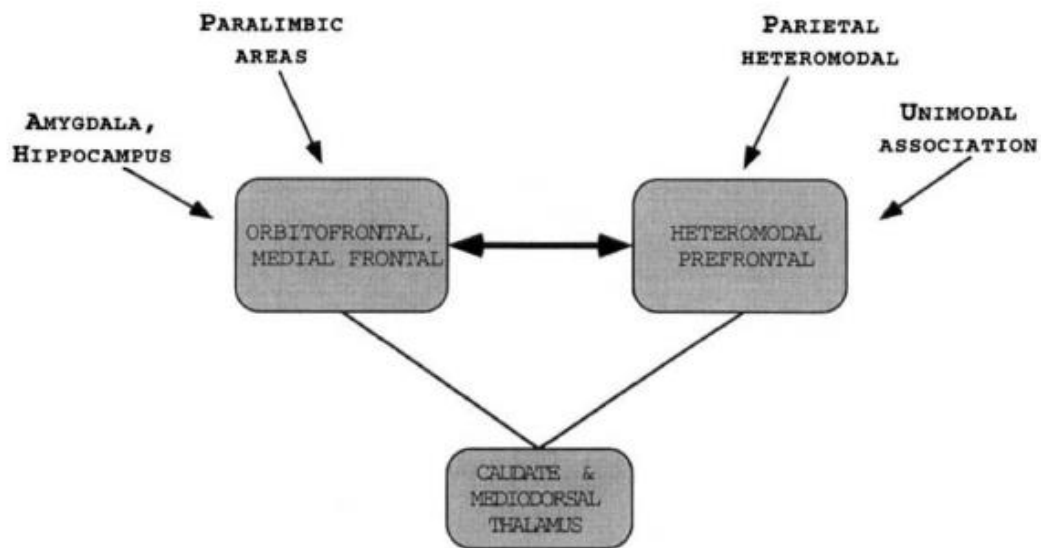 PARALIMBIC
AREAS
PARIETAL
HETEROMODAL
AMYGDALA,
HIPPOCAMPUS
UNIMODAL
ASSOCIATION
ORBITOFRONTAL,
MEDIAL FRONTAL
HETEROMODAL
PREFRONTAL
CAUDATE &
MEDIODORSAL
THALAMUS